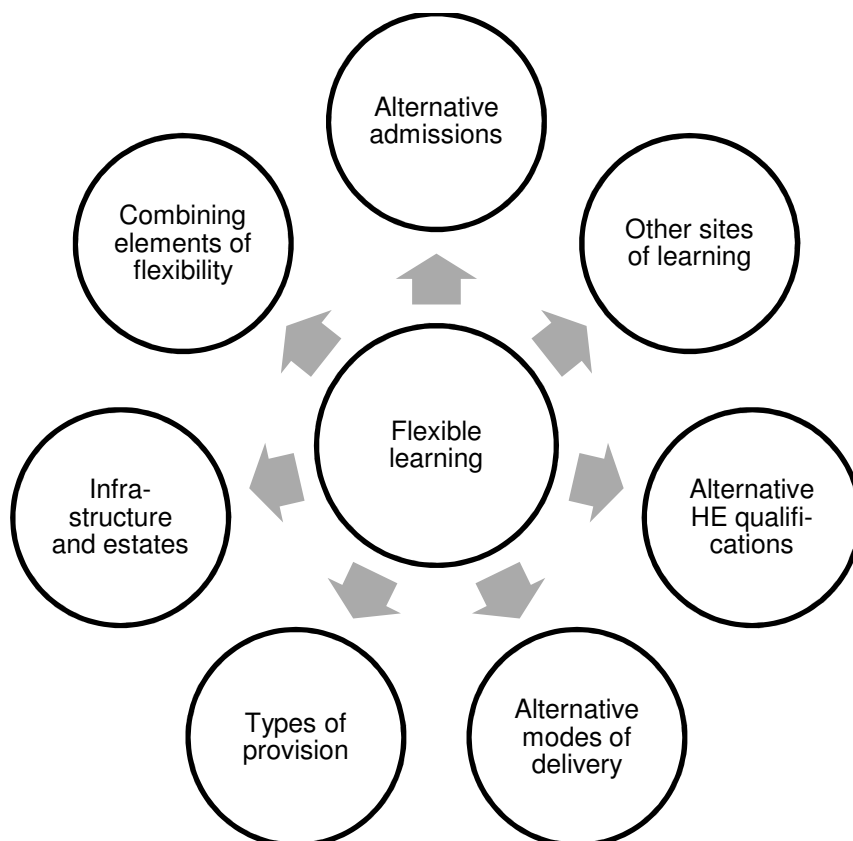 Alternative
admissions
Combining
elements of
flexibility
Other sites
of learning
Flexible
learning
Infra-
structure
and estates
Alternative
HE qualifi-
cations
Types of
provision
Alternative
modes of
delivery